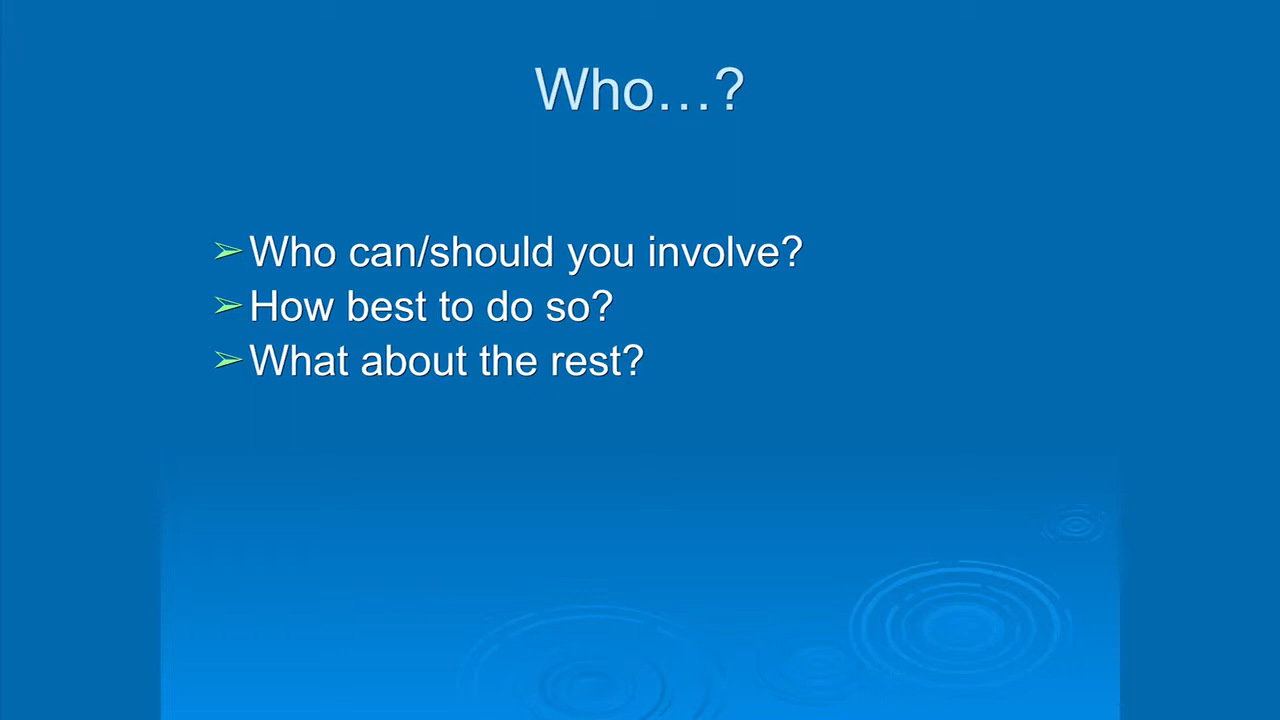 Who…?
➢Who can/should you involve?
➢How best to do so?
➢What about the rest?